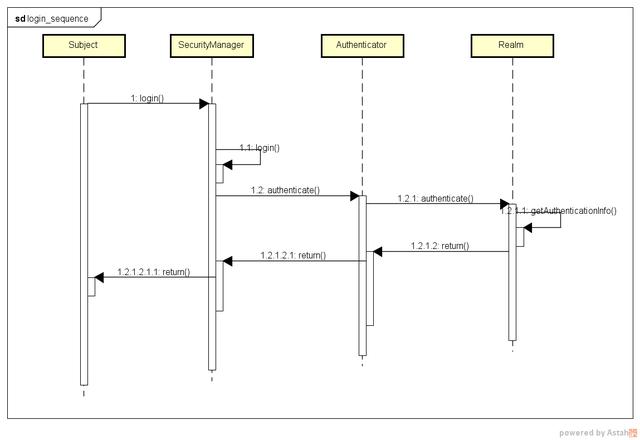 sd login_sequence
Subject
SecurityManager
Authenticator
Realm
1: login()
1.1: login()
1.2: authenticate()
1.2.1: authenticate()
1.2.1.1: getAuthenticationInfo()
1.2.1.2: return()
1.2.1.2.1: return()
1.2.1.2.1.1: return()
powered by Astah